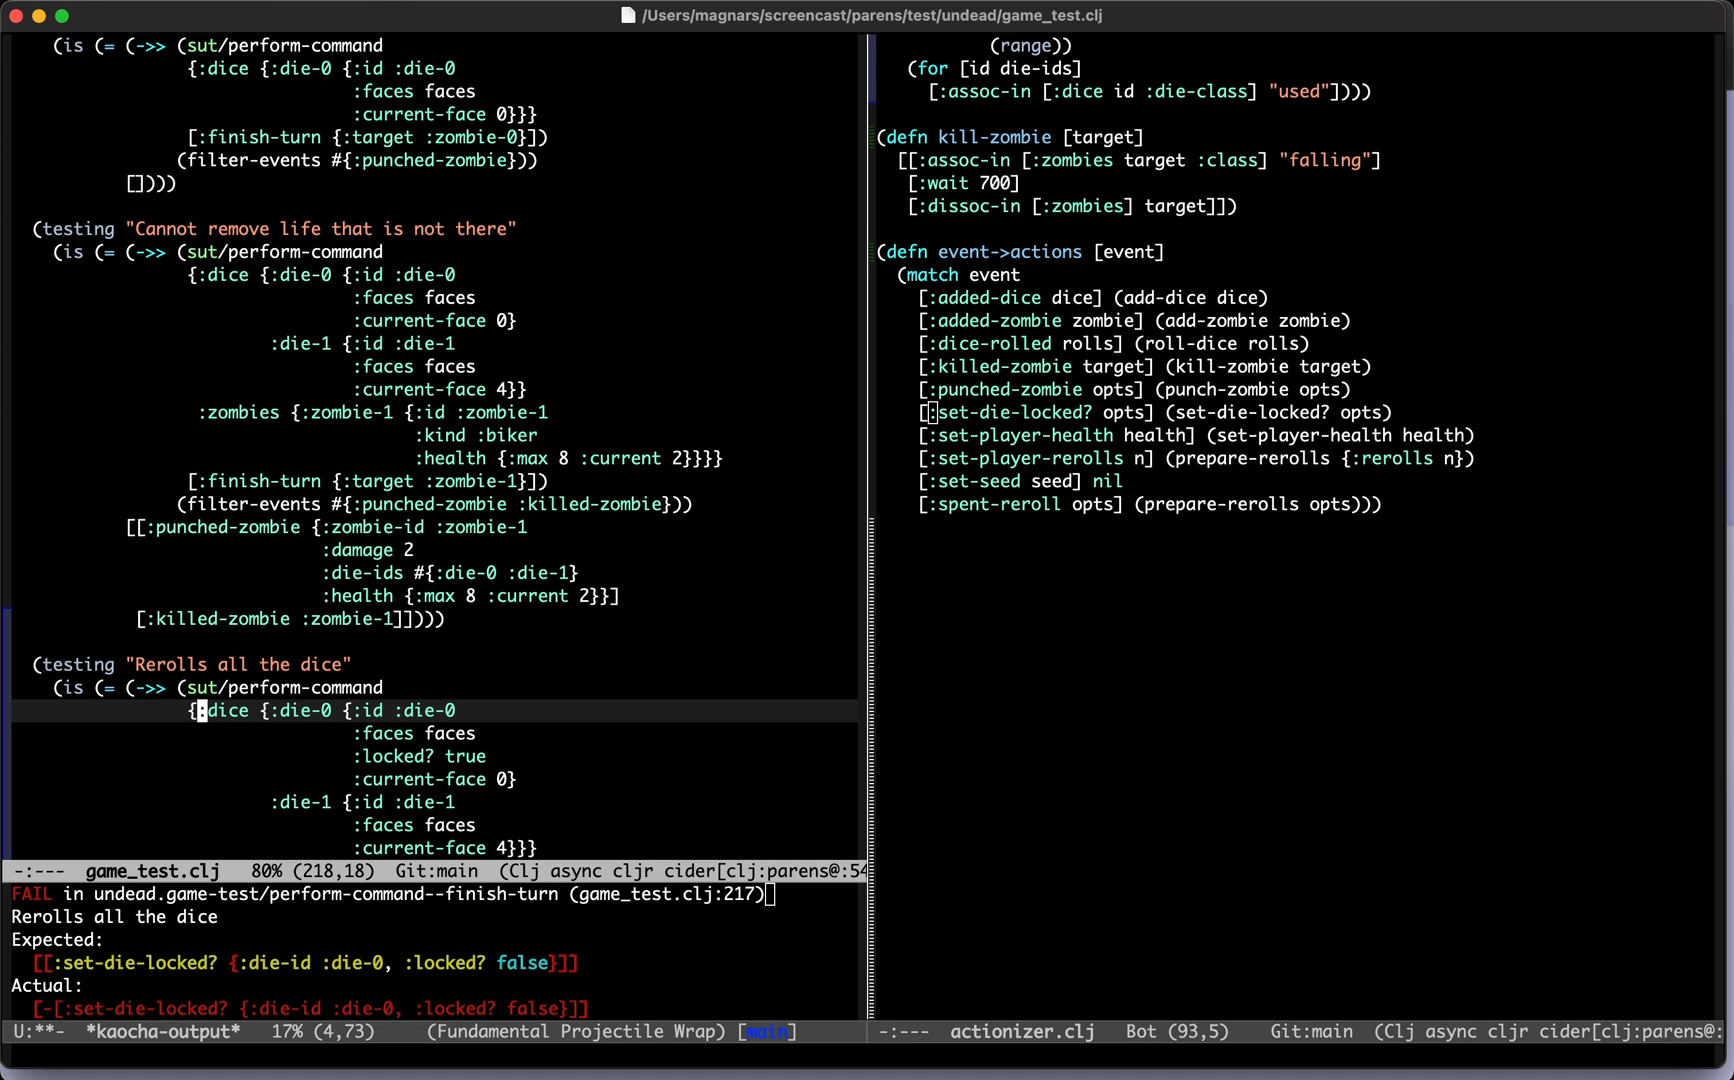 /Users/magnars/screencast/parens/test/undead/game_test.clj
(is (= (->> (sut/perform-command
{:dice {:die-0 {:id :die-0
:faces faces
:current-face 0}}}
[:finish-turn {:target :zombie-0}])
(filter-events #{:punched-zombie}))
[])))
(testing "Cannot remove life that is not there"
(is (= (->> (sut/perform-command
{:dice {:die-0 {:id :die-0
:faces faces
:current-face 0}
:die-1 {:id :die-1
:faces faces
:current-face 4}}
:zombies {:zombie-1 {:id :zombie-1
:kind :biker
:health {:max 8 :current 2}}}}
[:finish-turn {:target :zombie-1}])
(filter-events #{:punched-zombie :killed-zombie}))
[[:punched-zombie {:zombie-id :zombie-1
:damage 2
:die-ids #{:die-0 :die-1}
:health {:max 8 :current 2}}]
[:killed-zombie :zombie-1]])))
(testing "Rerolls all the dice"
(is (= (->> (sut/perform-command
{:dice {:die-0 {:id :die-0
:faces faces
:locked? true
:current-face 0}
:die-1 {:id :die-1
:faces faces
:current-face 4}}}
-:--- game_test.clj 80% (218,18) Git:main (Clj async cljr cider[clj:parens@:54
FAIL in undead.game-test/perform-command--finish-turn (game_test.clj:217)
Rerolls all the dice
Expected:
[[:set-die-locked? {:die-id :die-0, :locked? false}]]
Actual:
[-[:set-die-locked? {:die-id :die-0, :locked? false}]]
U:**- *kaocha-output* 17% (4,73) (Fundamental Projectile Wrap) [main]
(range))
(for [id die-ids]
[:assoc-in [:dice id :die-class] "used"])))
(defn kill-zombie [target]
[[:assoc-in [:zombies target :class] "falling"]
[:wait 700]
[:dissoc-in [:zombies] target]])
(defn event->actions [event]
(match event
[:added-dice dice] (add-dice dice)
[:added-zombie zombie] (add-zombie zombie)
[:dice-rolled rolls] (roll-dice rolls)
[:killed-zombie target] (kill-zombie target)
[:punched-zombie opts] (punch-zombie opts)
[:set-die-locked? opts] (set-die-locked? opts)
[:set-player-health health] (set-player-health health)
[:set-player-rerolls n] (prepare-rerolls {:rerolls n})
[:set-seed seed] nil
[:spent-reroll opts] (prepare-rerolls opts)))
-:--- actionizer.clj Bot (93,5) Git:main (Clj async cljr cider[clj:parens@: